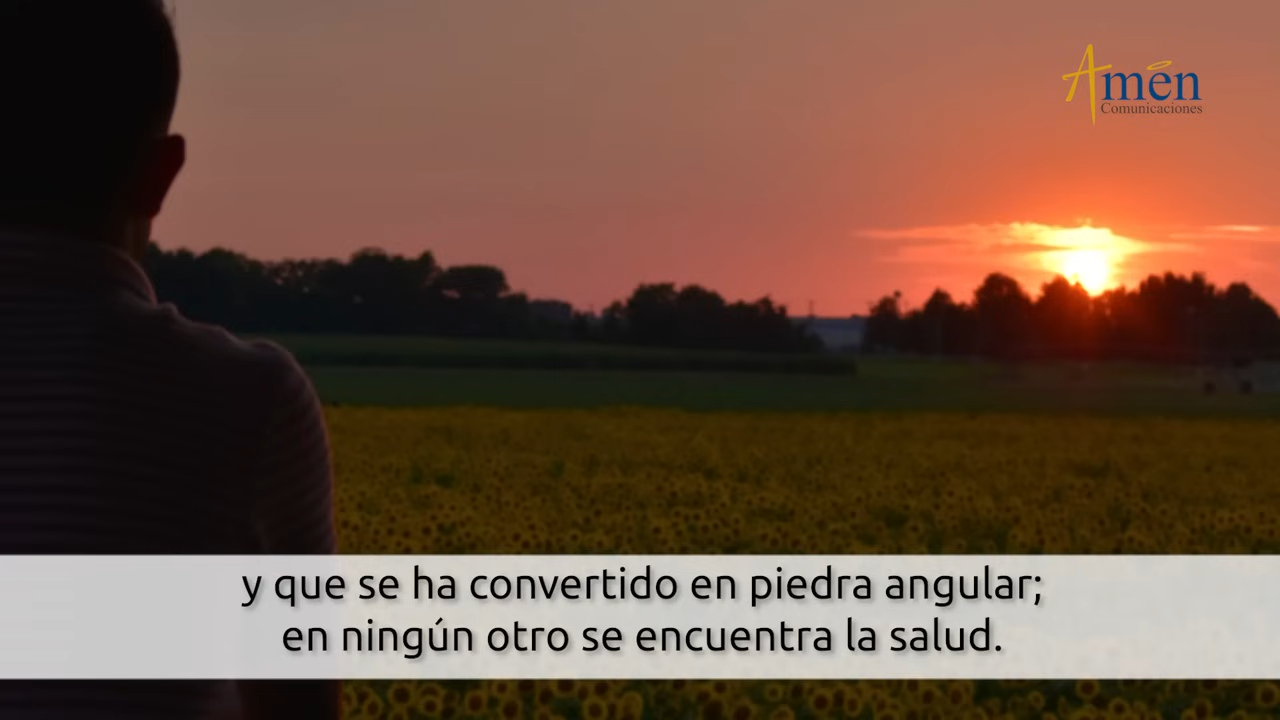 Amén
Comunicaciones
y que se ha convertido en piedra angular;
en ningún otro se encuentra la salud.